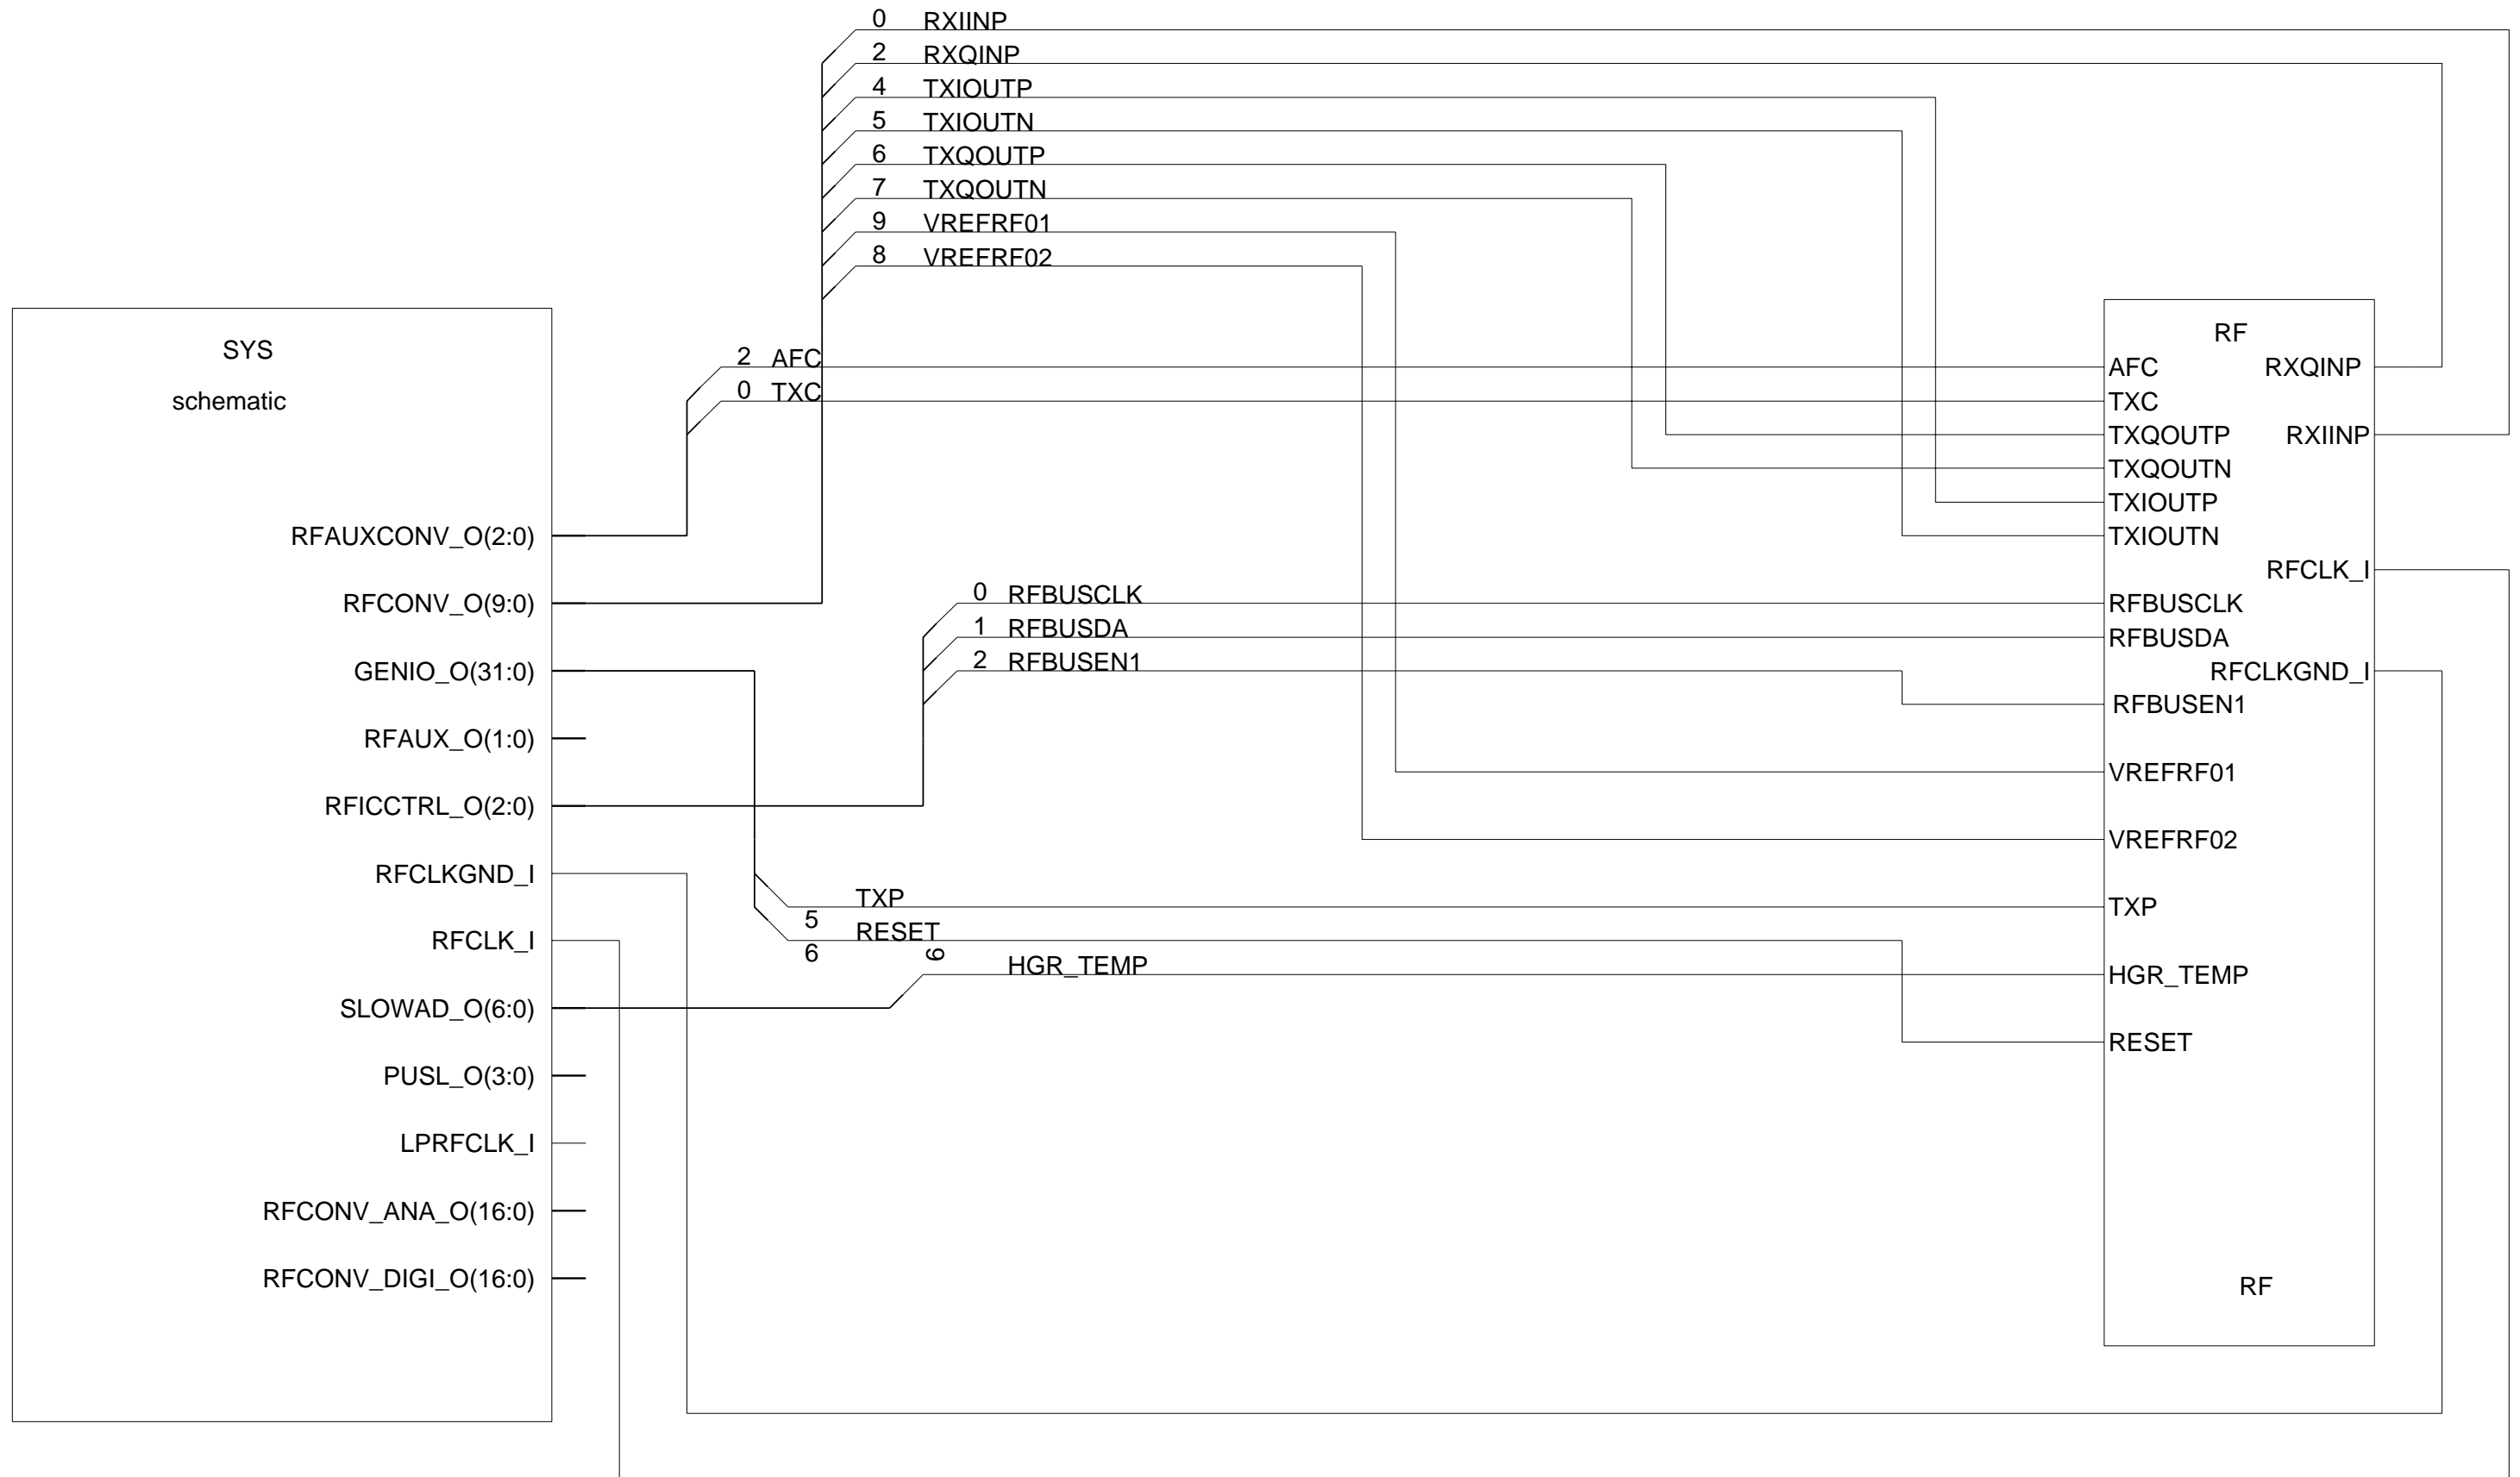 0 RXIINP
2 RXQINP
4 TXIOUTP
5 TXIOUTN
6 TXQOUTP
7 TXQOUTN
9 VREFRF01
8 VREFRF02
SYS
schematic
RFAUXCONV_O(2:0)
RFCONV_O(9:0)
GENIO_O(31:0)
RFAUX_O(1:0)
RFICCTRL_O(2:0)
RFCLKGND_I
RFCLK_I
SLOWAD_O(6:0)
PUSL_O(3:0)
LPRFCLK_I
RFCONV_ANA_O(16:0)
RFCONV_DIGI_O(16:0)
2 AFC
0 TXC
0 RFBUSCLK
1 RFBUSDA
2 RFBUSEN1
TXP
5
RESET
6
6
HGR_TEMP
RF
AFC
RXQINP
TXC
TXQOUTP
RXIINP
TXQOUTN
TXIOUTP
TXIOUTN
RFCLK_I
RFBUSCLK
RFBUSDA
RFCLKGND_I
RFBUSEN1
VREFRF01
VREFRF02
TXP
HGR_TEMP
RESET
RF